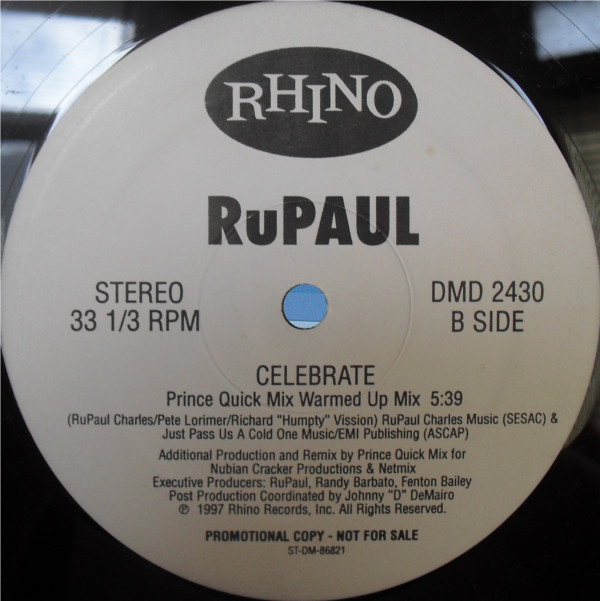 RHINO
RuPAUL
STEREO
33 1/3 RPM
DMD 2430
B SIDE
CELEBRATE
Prince Quick Mix Warmed Up Mix 5:39
(RuPaul Charles/Pete Lorimer/Richard "Humpty" Vission) RuPaul Charles Music (SESAC) &
Just Pass Us A Cold One Music/EMI Publishing (ASCAP)
Additional Production and Remix by Prince Quick Mix for
Nubian Cracker Productions & Netmix
Executive Producers: RuPaul, Randy Barbato, Fenton Bailey
Post Production Coordinated by Johnny "D" DeMairo
℗ 1997 Rhino Records, Inc. All Rights Reserved.
PROMOTIONAL COPY - NOT FOR SALE
ST-DM-86821